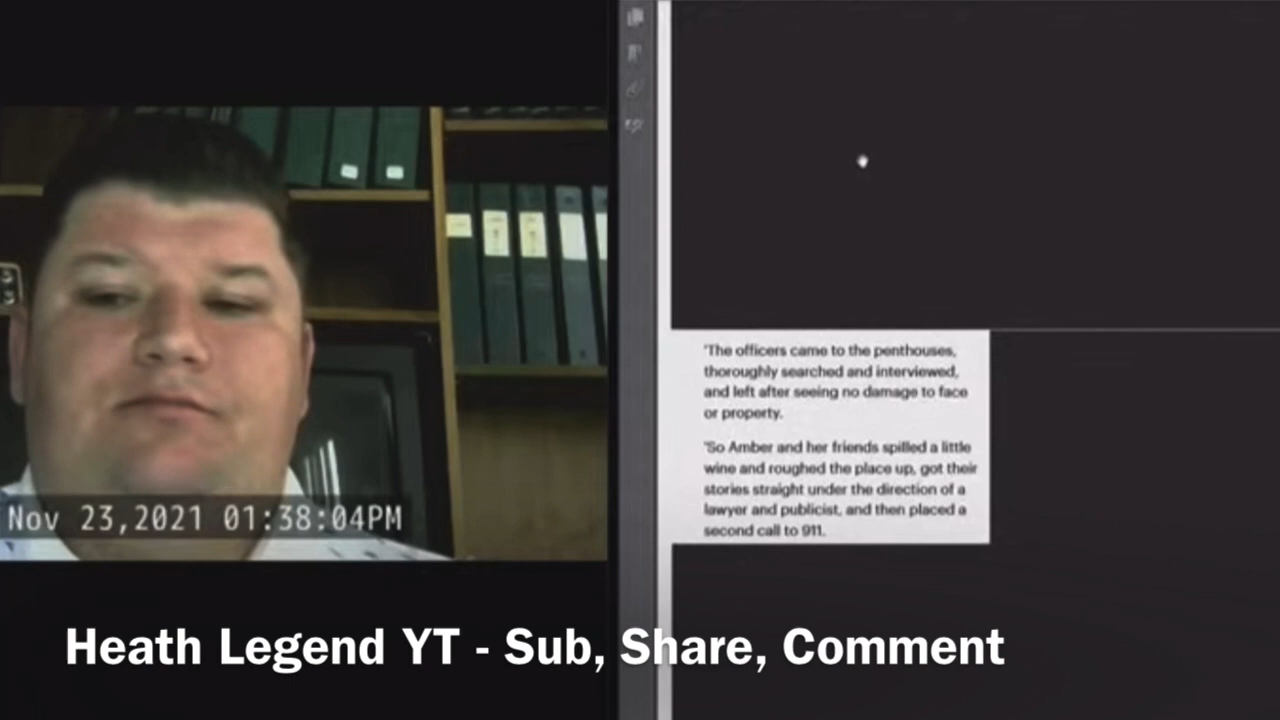 'The officers came to the penthouses,
thoroughly searched and interviewed,
and left after seeing no damage to face
or property.
'So Amber and her friends spilled a little
wine and roughed the place up, got their
stories straight under the direction of a
lawyer and publicist, and then placed a
second call to 911.
Nov 23,2021 01:38:04PM
Heath Legend YT - Sub, Share, Comment